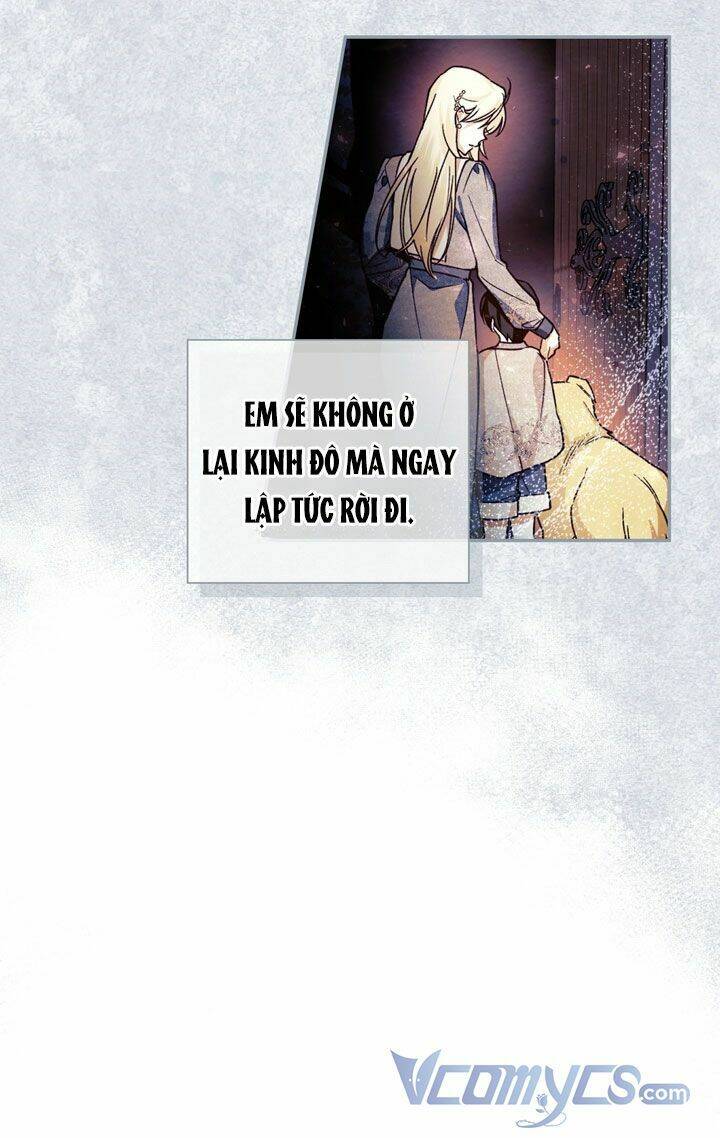 EM SẼ KHÔNG Ở
LẠI KINH ĐÔ MÀ NGAY
LẬP TỨC RỜI ĐI.
VCOMYCS.com